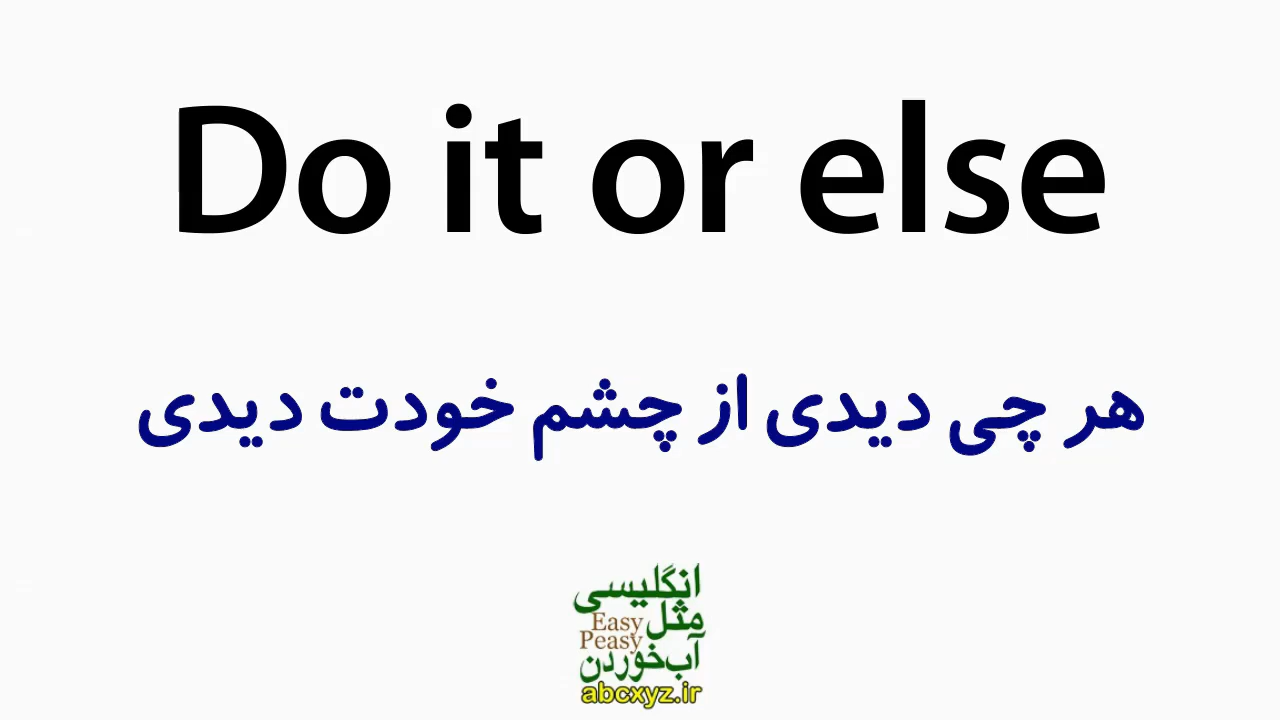 Do it or else
هر چی دیدی از چشم خودت دیدی
انگلیسی
مثل
Easy
Peasy
آب‌خوردن
abcxyz.ir